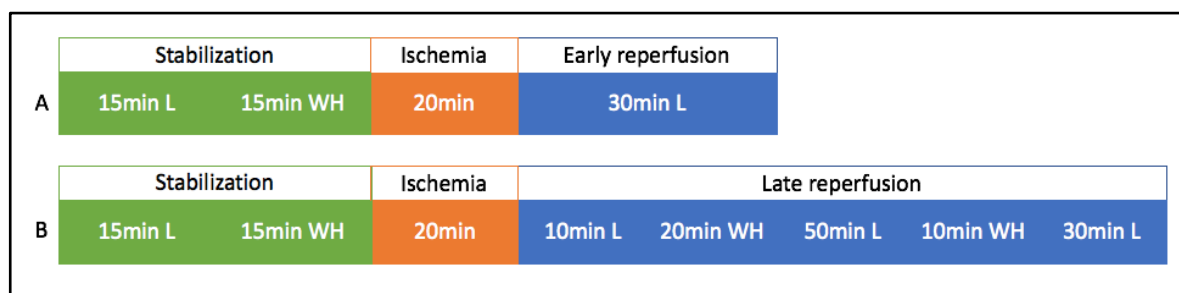 Stabilization Ischemia Early reperfusion
A 15min L 15min WH 20min 30min L
Stabilization Ischemia Late reperfusion
B 15min L 15min WH 20min 10min L 20min WH 50min L 10min WH 30min L